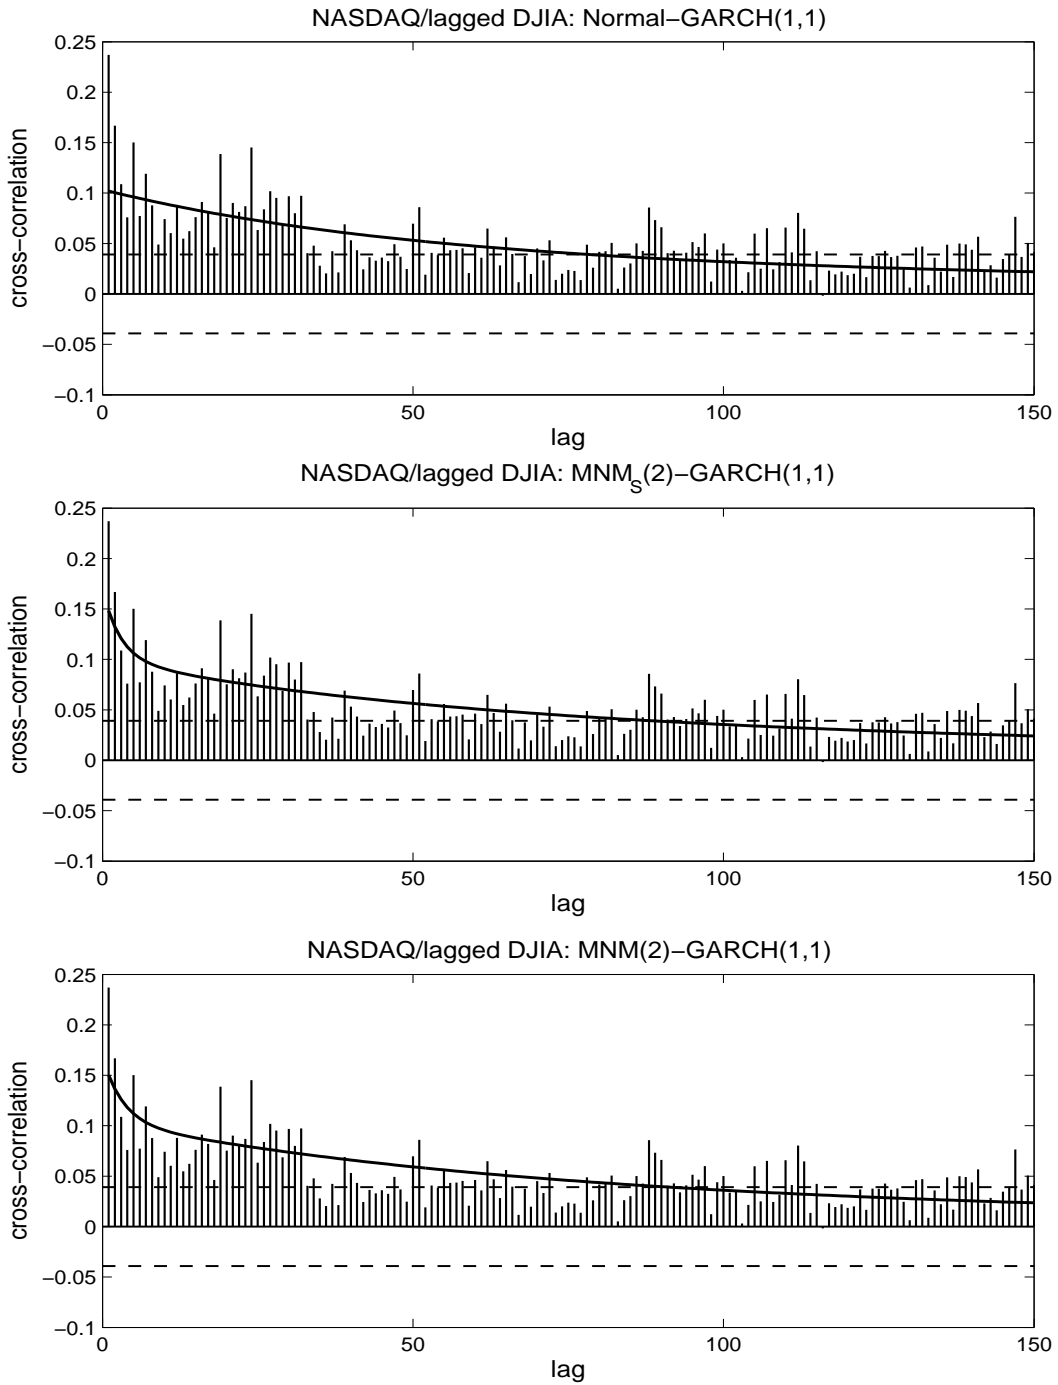 NASDAQ/lagged DJIA: Normal−GARCH(1,1)
0.25
0.2
0.15
0.1
0.05
0
−0.05
−0.1
cross−correlation
0 50 100 150
lag
NASDAQ/lagged DJIA: MNM_S(2)−GARCH(1,1)
0.25
0.2
0.15
0.1
0.05
0
−0.05
−0.1
cross−correlation
0 50 100 150
lag
NASDAQ/lagged DJIA: MNM(2)−GARCH(1,1)
0.25
0.2
0.15
0.1
0.05
0
−0.05
−0.1
cross−correlation
0 50 100 150
lag